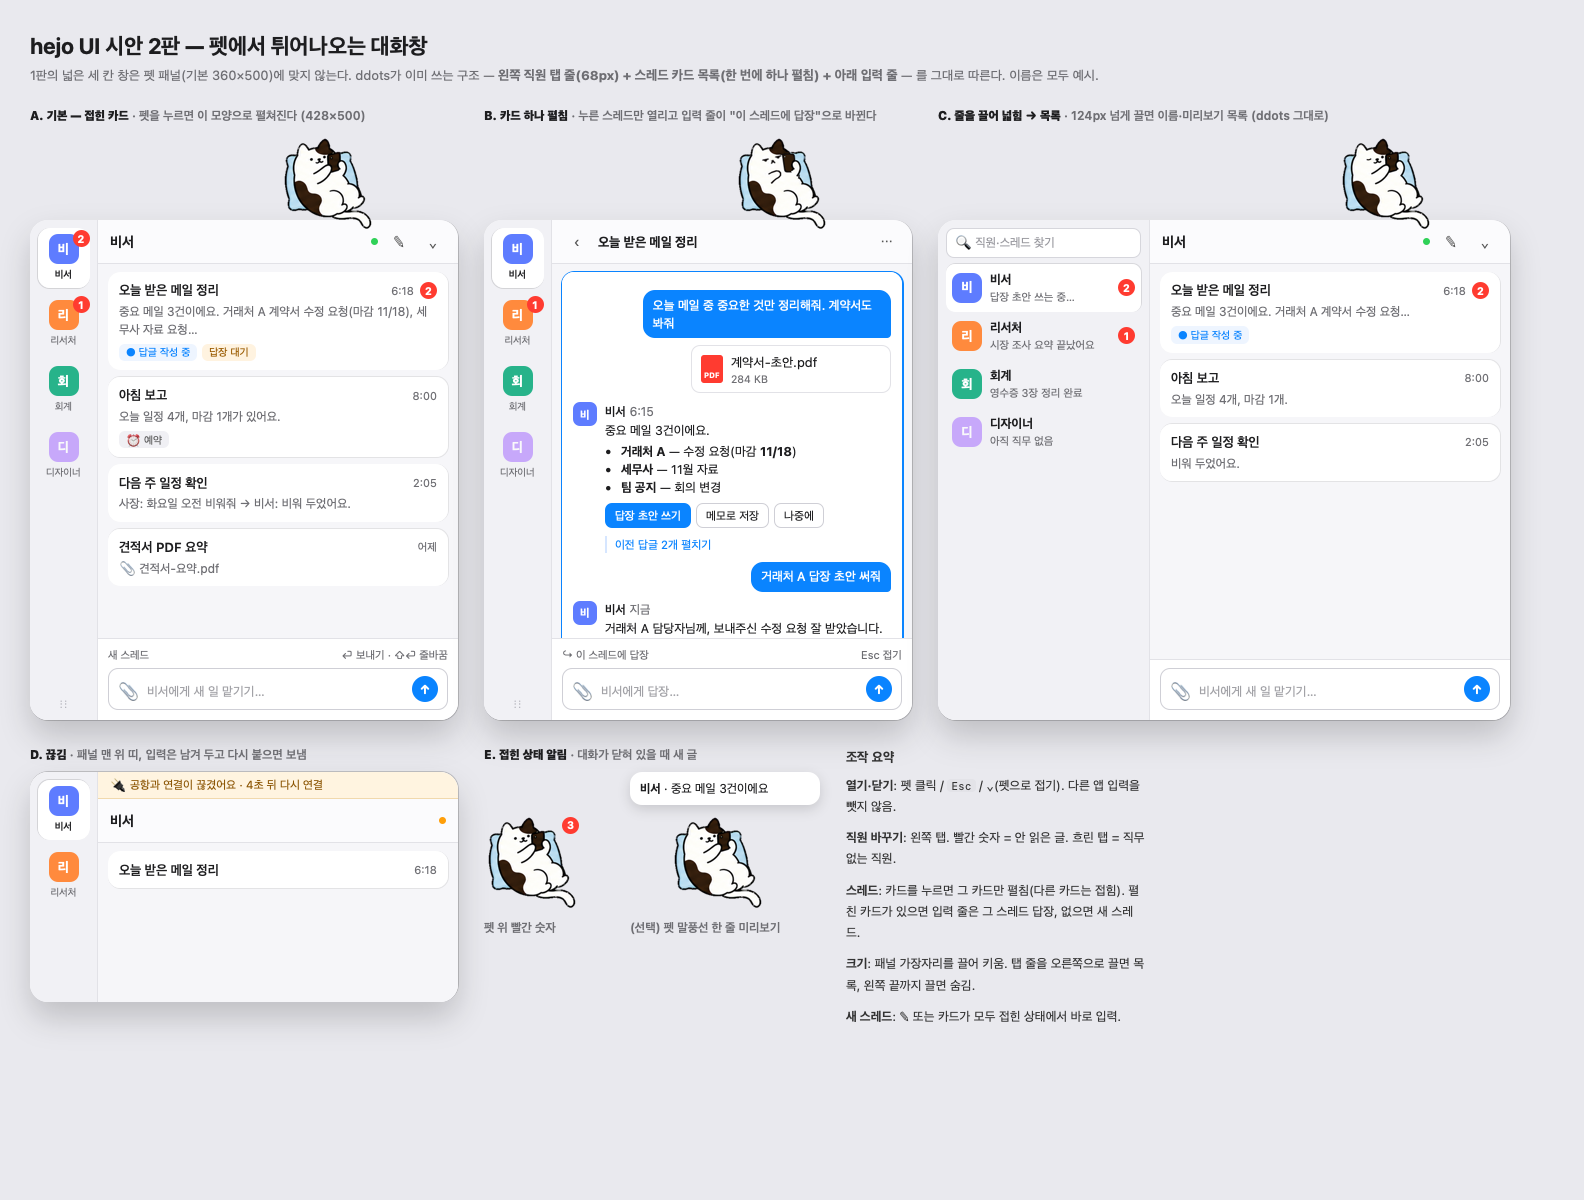 hejo UI 시안 2판 — 펫에서 튀어나오는 대화창
1판의 넓은 세 칸 창은 펫 패널(기본 360×500)에 맞지 않는다. ddots가 이미 쓰는 구조 — 왼쪽 직원 탭 줄(68px) + 스레드 카드 목록(한 번에 하나 펼침) + 아래 입력 줄 — 를 그대로 따른다. 이름은 모두 예시.
A. 기본 — 접힌 카드 · 펫을 누르면 이 모양으로 펼쳐진다 (428×500)
비
2
비서
리
1
리서처
회
회계
디
디자이너
비서
오늘 받은 메일 정리
6:18
2
중요 메일 3건이에요. 거래처 A 계약서 수정 요청(마감 11/18), 세
무사 자료 요청...
답글 작성 중
답장 대기
아침 보고
8:00
오늘 일정 4개, 마감 1개가 있어요.
예약
다음 주 일정 확인
2:05
사장: 화요일 오전 비워줘 → 비서: 비워 두었어요.
견적서 PDF 요약
어제
견적서-요약.pdf
새 스레드
⏎ 보내기 · ⇧⏎ 줄바꿈
비서에게 새 일 맡기기...
B. 카드 하나 펼침 · 누른 스레드만 열리고 입력 줄이 "이 스레드에 답장"으로 바뀐다
비
비서
리
1
리서처
회
회계
디
디자이너
‹ 오늘 받은 메일 정리 ···
오늘 메일 중 중요한 것만 정리해줘. 계약서도
봐줘
PDF
계약서-초안.pdf
284 KB
비
비서 6:15
중요 메일 3건이에요.
• 거래처 A — 수정 요청(마감 11/18)
• 세무사 — 11월 자료
• 팀 공지 — 회의 변경
답장 초안 쓰기
메모로 저장
나중에
이전 답글 2개 펼치기
거래처 A 답장 초안 써줘
비
비서 지금
거래처 A 담당자님께, 보내주신 수정 요청 잘 받았습니다.
↪ 이 스레드에 답장
Esc 접기
비서에게 답장...
C. 줄을 끌어 넓힘 → 목록 · 124px 넘게 끌면 이름·미리보기 목록 (ddots 그대로)
직원·스레드 찾기
비
비서
답장 초안 쓰는 중...
2
리
리서처
시장 조사 요약 끝났어요
1
회
회계
영수증 3장 정리 완료
디
디자이너
아직 직무 없음
비서
오늘 받은 메일 정리
6:18
2
중요 메일 3건이에요. 거래처 A 계약서 수정 요청...
답글 작성 중
아침 보고
8:00
오늘 일정 4개, 마감 1개.
다음 주 일정 확인
2:05
비워 두었어요.
비서에게 새 일 맡기기...
D. 끊김 · 패널 맨 위 띠, 입력은 남겨 두고 다시 붙으면 보냄
비
비서
리
리서처
공항과 연결이 끊겼어요 · 4초 뒤 다시 연결
비서
오늘 받은 메일 정리
6:18
E. 접힌 상태 알림 · 대화가 닫혀 있을 때 새 글
3
펫 위 빨간 숫자
비서 · 중요 메일 3건이에요
(선택) 펫 말풍선 한 줄 미리보기
조작 요약
열기·닫기: 펫 클릭 / Esc / ⌄(펫으로 접기). 다른 앱 입력을
뺏지 않음.
직원 바꾸기: 왼쪽 탭. 빨간 숫자 = 안 읽은 글. 흐린 탭 = 직무
없는 직원.
스레드: 카드를 누르면 그 카드만 펼침(다른 카드는 접힘). 펼
친 카드가 있으면 입력 줄은 그 스레드 답장, 없으면 새 스레
드.
크기: 패널 가장자리를 끌어 키움. 탭 줄을 오른쪽으로 끌면 목
록, 왼쪽 끝까지 끌면 숨김.
새 스레드: ✎ 또는 카드가 모두 접힌 상태에서 바로 입력.